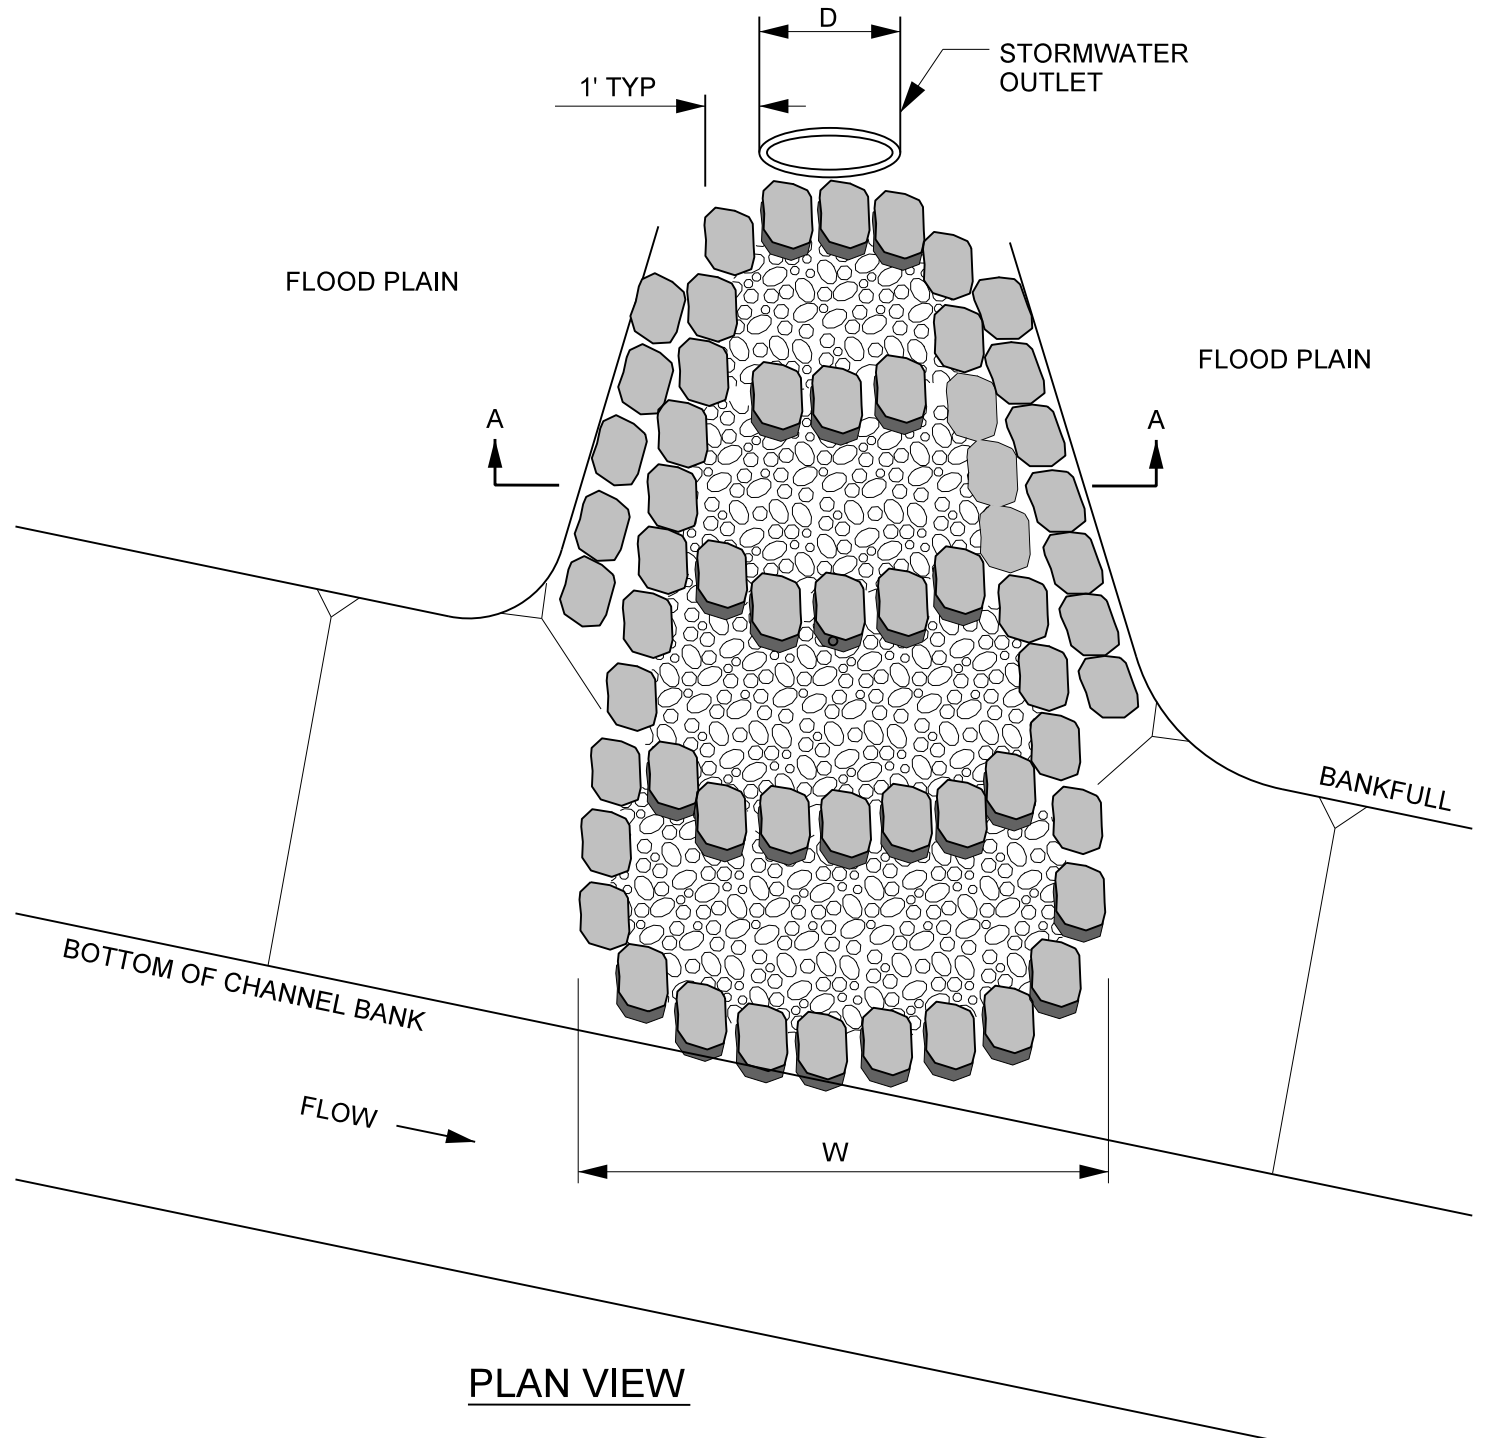 D
STORMWATER
OUTLET
1' TYP
FLOOD PLAIN
FLOOD PLAIN
A
A
BANKFULL
BOTTOM OF CHANNEL BANK
FLOW
W
PLAN VIEW